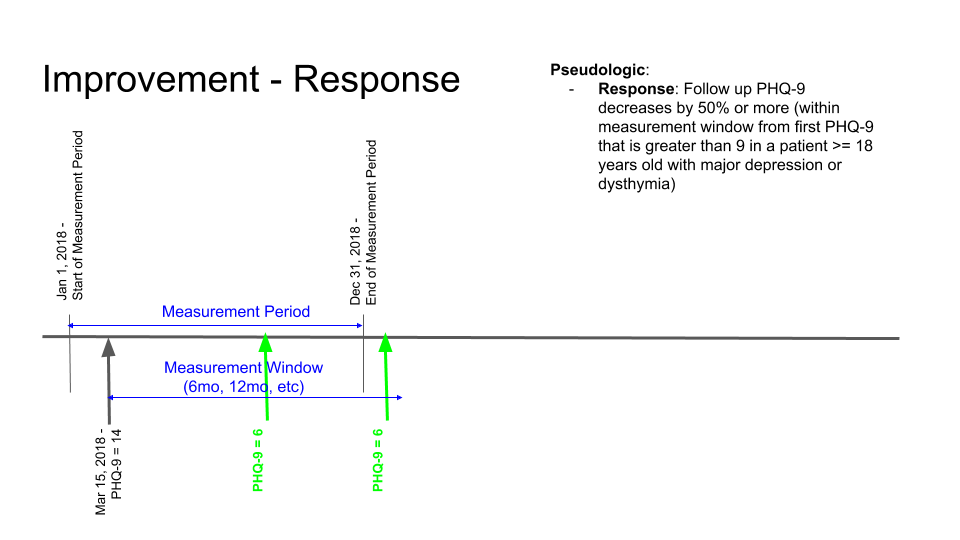 Improvement - Response
Pseudologic:
- Response: Follow up PHQ-9
decreases by 50% or more (within
measurement window from first PHQ-9
that is greater than 9 in a patient >= 18
years old with major depression or
dysthymia)
Jan 1, 2018 -
Start of Measurement Period
Dec 31, 2018 -
End of Measurement Period
Measurement Period
Measurement Window
(6mo, 12mo, etc)
Mar 15, 2018 -
PHQ-9 = 14
PHQ-9 = 6
PHQ-9 = 6